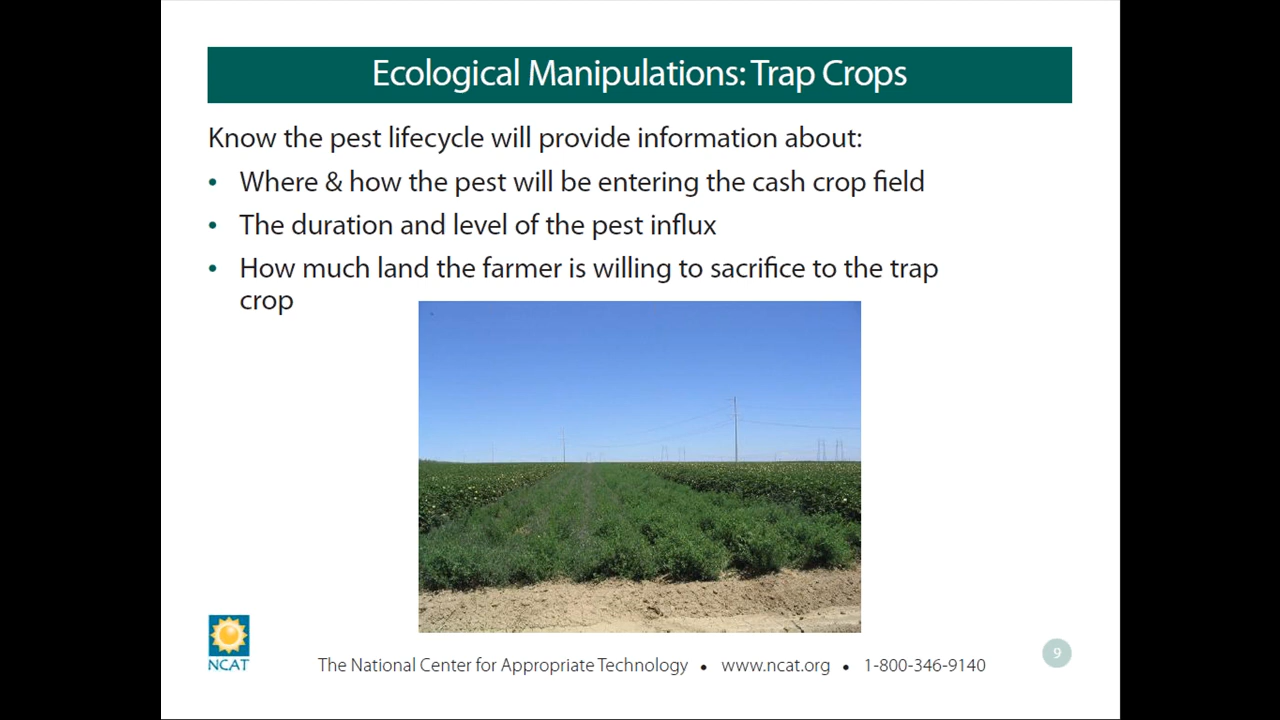 Ecological Manipulations: Trap Crops
Know the pest lifecycle will provide information about:
• Where & how the pest will be entering the cash crop field
• The duration and level of the pest influx
• How much land the farmer is willing to sacrifice to the trap
crop
NCAT
The National Center for Appropriate Technology • www.ncat.org • 1-800-346-9140
9